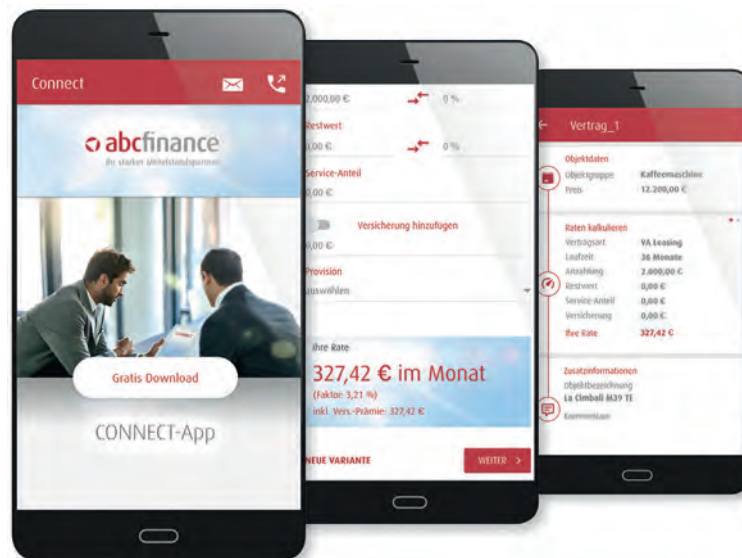 Connect
abcfinance
Ihr starker Mittelstandspartner.
Gratis Download
CONNECT-App
2.000,00 € 0 %
Restwert
0,00 € 0 %
Service-Anteil
0,00 €
Versicherung hinzufügen
0,00 €
Provision
auswählen
Ihre Rate
327,42 € im Monat
(Faktor: 3,21 %)
inkl. Vers.-Prämie: 327,42 €
NEUE VARIANTE WEITER >
Vertrag_1
Objektdaten
Objektgruppe Kaffeemaschine
Preis 12.200,00 €
Raten kalkulieren
Vertragsart VA Leasing
Laufzeit 36 Monate
Anzahlung 2.000,00 €
Restwert 0,00 €
Service-Anteil 0,00 €
Versicherung 0,00 €
Ihre Rate 327,42 €
Zusatzinformationen
Objektbezeichnung
La Cimbali M39 TE
Kommentare